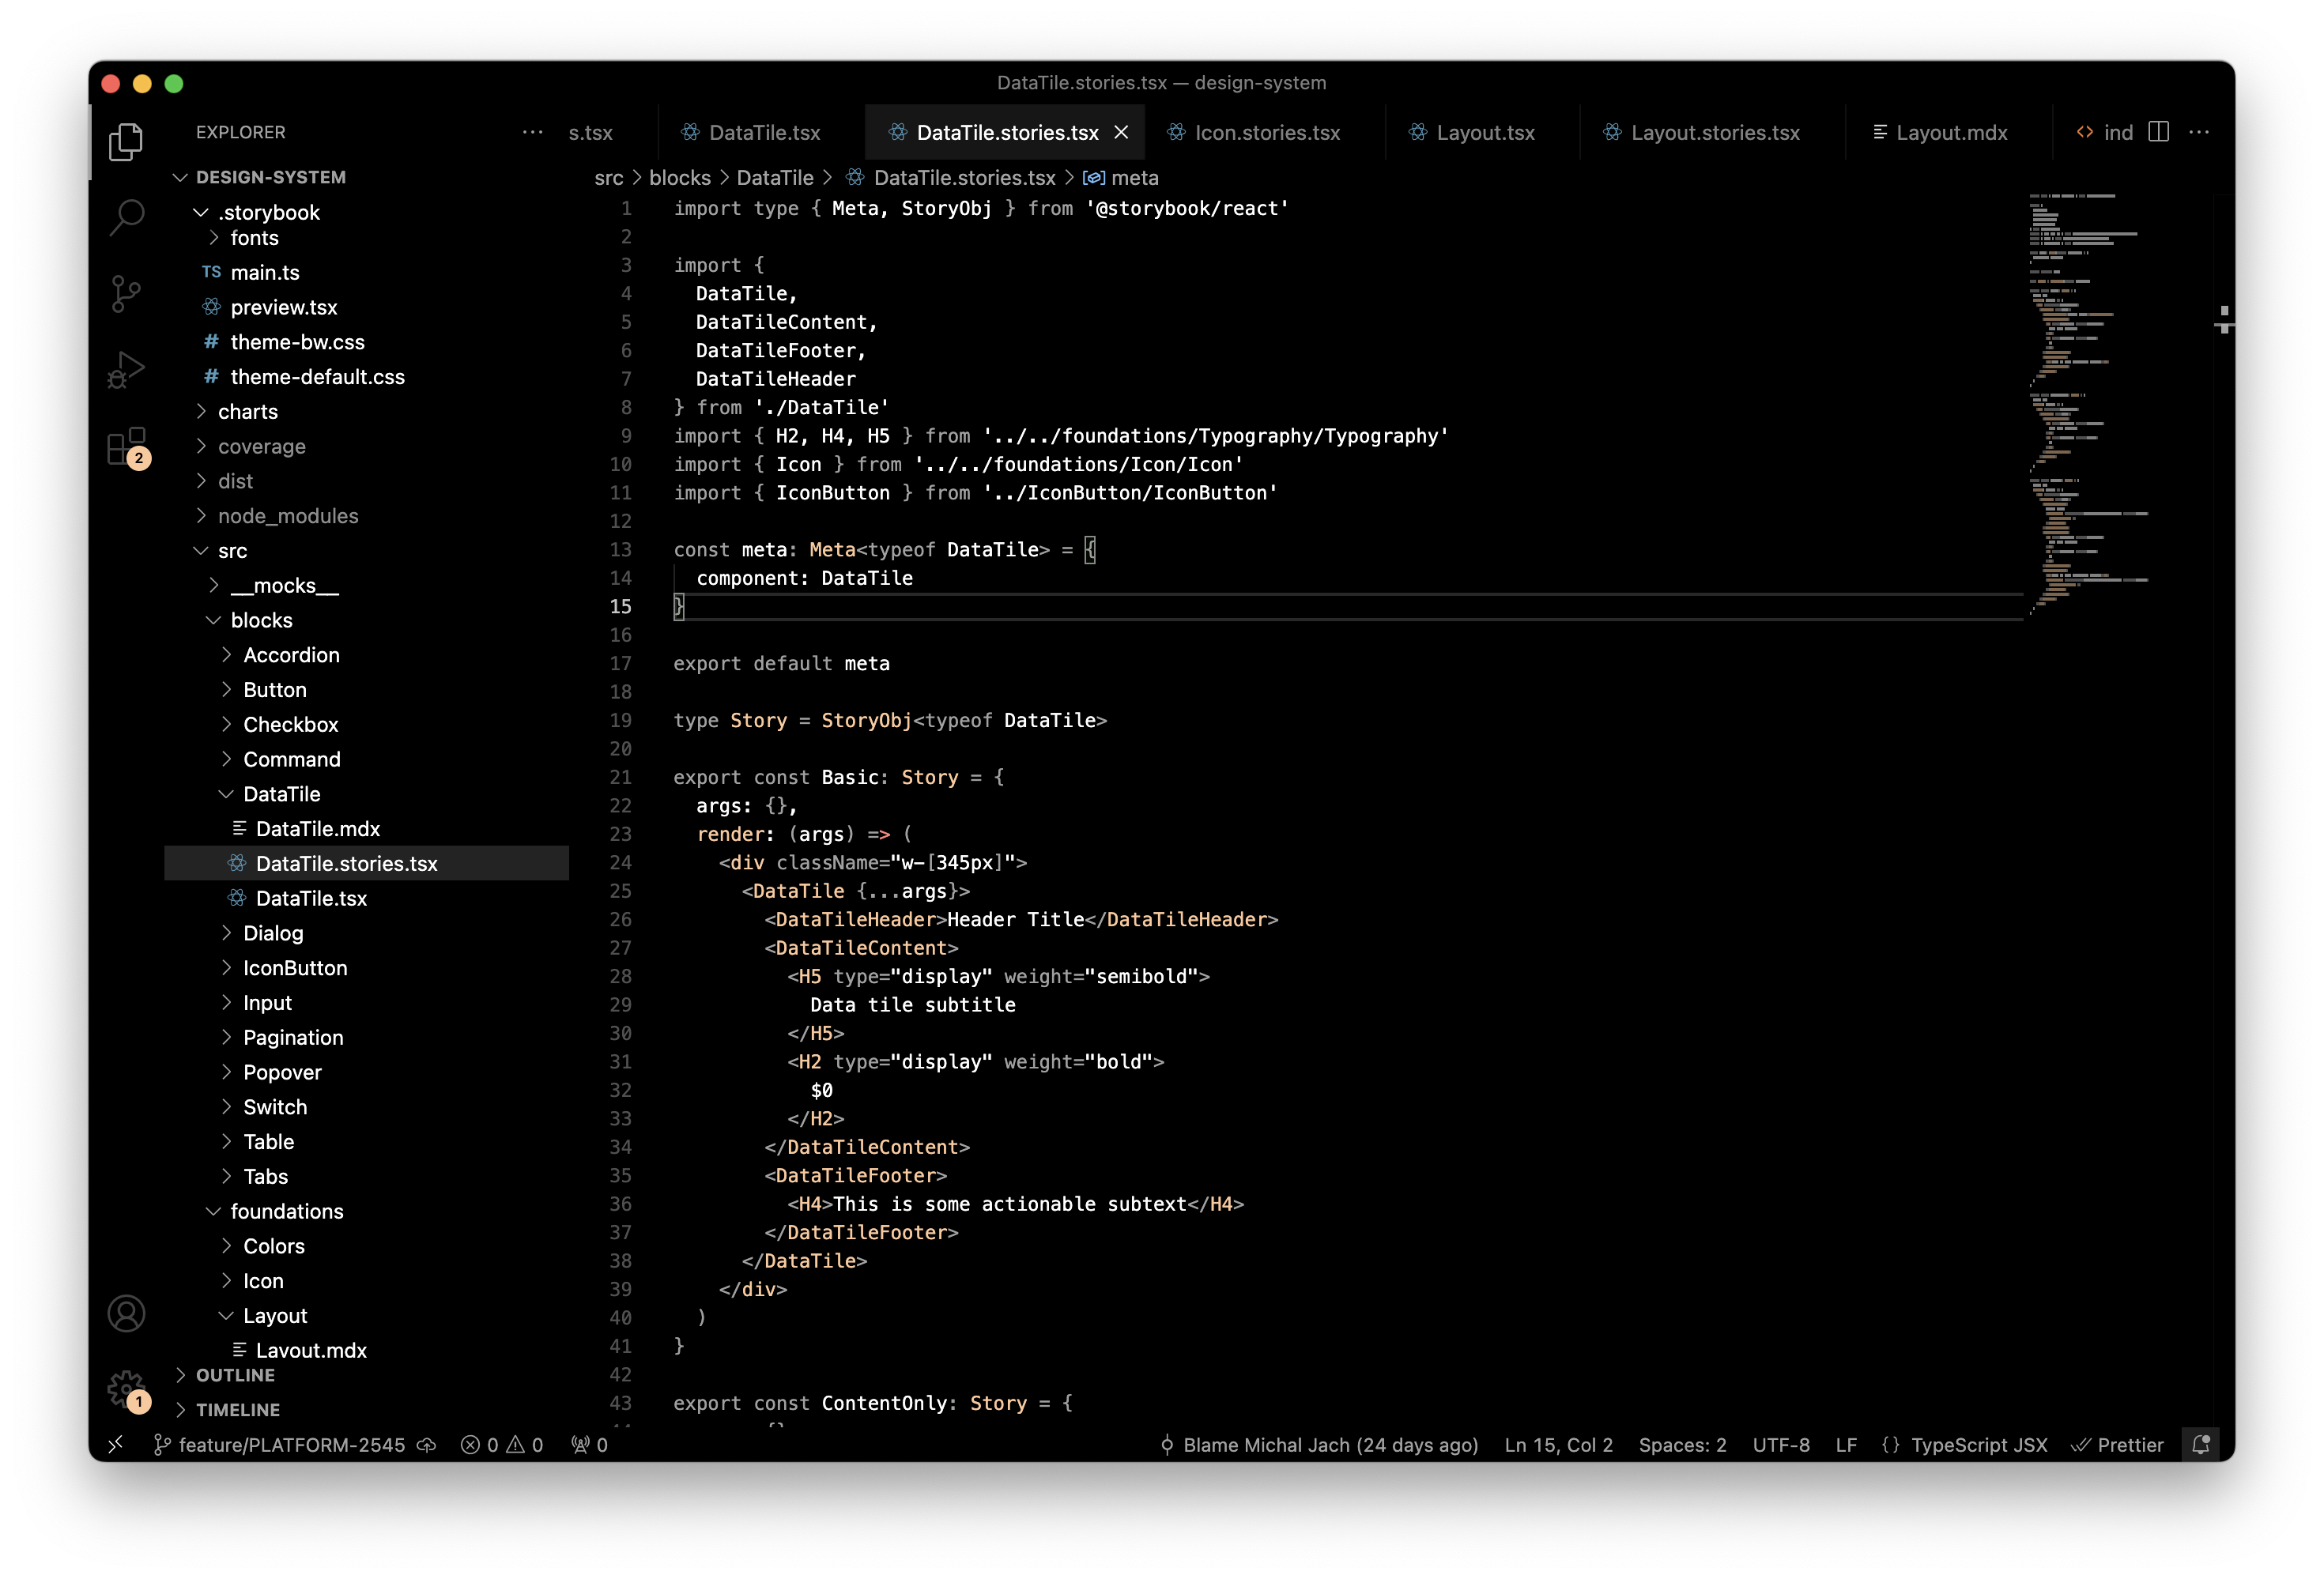 DataTile.stories.tsx — design-system
EXPLORER
s.tsx
DataTile.tsx
DataTile.stories.tsx
Icon.stories.tsx
Layout.tsx
Layout.stories.tsx
Layout.mdx
ind
DESIGN-SYSTEM
.storybook
fonts
TS main.ts
preview.tsx
# theme-bw.css
# theme-default.css
charts
coverage
dist
node_modules
src
__mocks__
blocks
Accordion
Button
Checkbox
Command
DataTile
DataTile.mdx
DataTile.stories.tsx
DataTile.tsx
Dialog
IconButton
Input
Pagination
Popover
Switch
Table
Tabs
foundations
Colors
Icon
Layout
Layout.mdx
OUTLINE
TIMELINE
2
1
src > blocks > DataTile > DataTile.stories.tsx > meta
1 import type { Meta, StoryObj } from '@storybook/react'
2
3 import {
4   DataTile,
5   DataTileContent,
6   DataTileFooter,
7   DataTileHeader
8 } from './DataTile'
9 import { H2, H4, H5 } from '../../foundations/Typography/Typography'
10 import { Icon } from '../../foundations/Icon/Icon'
11 import { IconButton } from '../IconButton/IconButton'
12
13 const meta: Meta<typeof DataTile> = {
14   component: DataTile
15 }
16
17 export default meta
18
19 type Story = StoryObj<typeof DataTile>
20
21 export const Basic: Story = {
22   args: {},
23   render: (args) => (
24     <div className="w-[345px]">
25       <DataTile {...args}>
26         <DataTileHeader>Header Title</DataTileHeader>
27         <DataTileContent>
28           <H5 type="display" weight="semibold">
29             Data tile subtitle
30           </H5>
31           <H2 type="display" weight="bold">
32             $0
33           </H2>
34         </DataTileContent>
35         <DataTileFooter>
36           <H4>This is some actionable subtext</H4>
37         </DataTileFooter>
38       </DataTile>
39     </div>
40   )
41 }
42
43 export const ContentOnly: Story = {
feature/PLATFORM-2545
0
0
0
Blame Michal Jach (24 days ago)
Ln 15, Col 2
Spaces: 2
UTF-8
LF
{} TypeScript JSX
Prettier